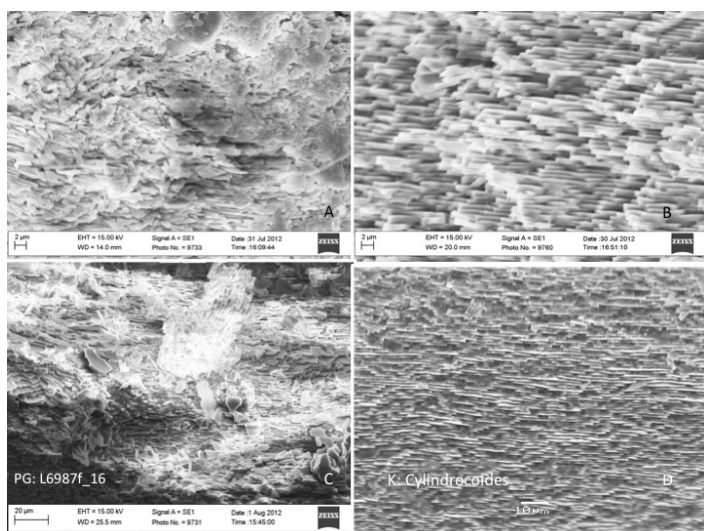 A
2 µm
EHT = 15.00 kV
WD = 14.0 mm
Signal A = SE1
Photo No. = 9733
Date :31 Jul 2012
Time :16:09:44
ZEISS
B
2 µm
EHT = 15.00 kV
WD = 20.0 mm
Signal A = SE1
Photo No. = 9760
Date :30 Jul 2012
Time :16:51:10
ZEISS
PG: L6987f_16
C
20 µm
EHT = 15.00 kV
WD = 25.5 mm
Signal A = SE1
Photo No. = 9731
Date :1 Aug 2012
Time :15:45:00
ZEISS
K: Cylindrocoides
D
10 µm